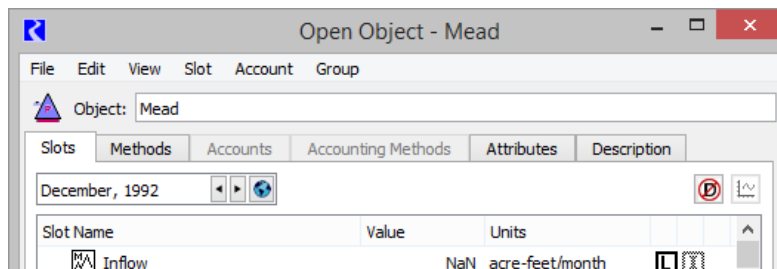 Open Object - Mead
File Edit View Slot Account Group
Object: Mead
Slots Methods Accounts Accounting Methods Attributes Description
December, 1992
D
Slot Name Value Units
Inflow NaN acre-feet/month L I